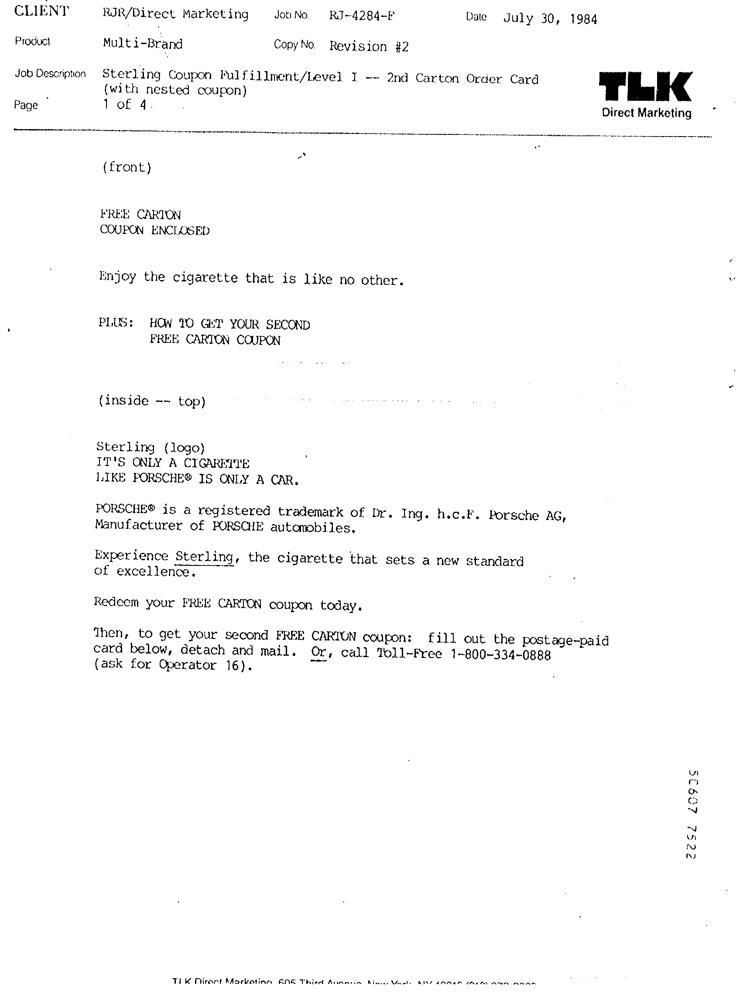 CLIENT RJR/Direct Marketing Job No. RJ-4284-F Date July 30, 1984
Product Multi-Brand Copy No. Revision #2
Job Description Sterling Coupon Fulfillment/Level I -- 2nd Carton Order Card
(with nested coupon)
Page 1 of 4
TLK
Direct Marketing
(front)
FREE CARTON
COUPON ENCLOSED
Enjoy the cigarette that is like no other.
PLUS: HOW TO GET YOUR SECOND
FREE CARTON COUPON
(inside -- top)
Sterling (logo)
IT'S ONLY A CIGARETTE
LIKE PORSCHE® IS ONLY A CAR.
PORSCHE® is a registered trademark of Dr. Ing. h.c.F. Porsche AG,
Manufacturer of PORSCHE automobiles.
Experience Sterling, the cigarette that sets a new standard
of excellence.
Redeem your FREE CARTON coupon today.
Then, to get your second FREE CARTON coupon: fill out the postage-paid
card below, detach and mail. Or, call Toll-Free 1-800-334-0888
(ask for Operator 16).
50607 7522
TLK Direct Marketing, 605 Third Avenue, New York, NY